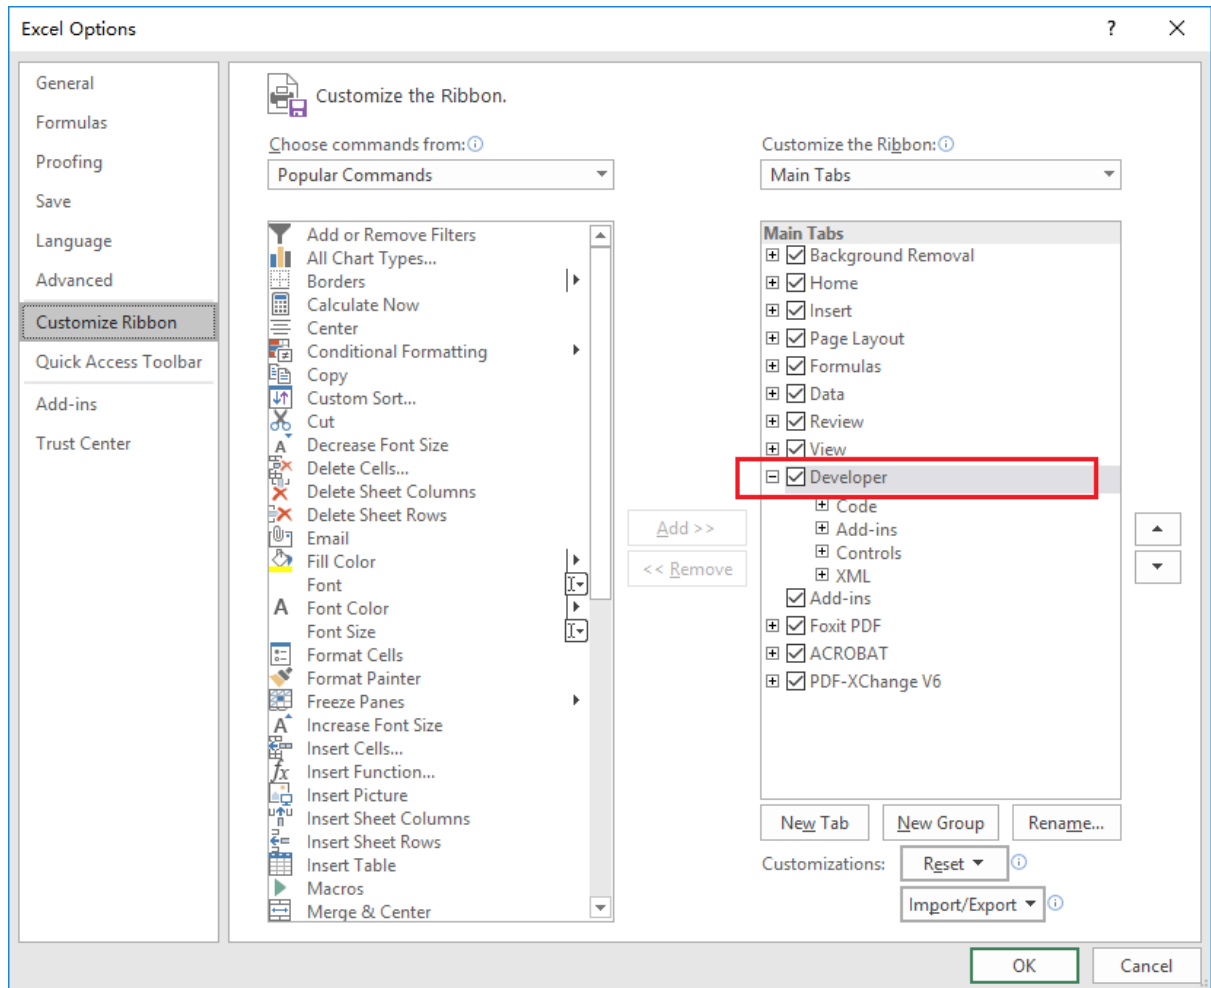 Excel Options
?
General
Formulas
Proofing
Save
Language
Advanced
Customize Ribbon
Quick Access Toolbar
Add-ins
Trust Center
Customize the Ribbon.
Choose commands from:
Popular Commands
Add or Remove Filters
All Chart Types...
Borders
Calculate Now
Center
Conditional Formatting
Copy
Custom Sort...
Cut
Decrease Font Size
Delete Cells...
Delete Sheet Columns
Delete Sheet Rows
Email
Fill Color
Font
Font Color
Font Size
Format Cells
Format Painter
Freeze Panes
Increase Font Size
Insert Cells...
Insert Function...
Insert Picture
Insert Sheet Columns
Insert Sheet Rows
Insert Table
Macros
Merge & Center
Add >>
<< Remove
Customize the Ribbon:
Main Tabs
Main Tabs
Background Removal
Home
Insert
Page Layout
Formulas
Data
Review
View
Developer
Code
Add-ins
Controls
XML
Add-ins
Foxit PDF
ACROBAT
PDF-XChange V6
New Tab
New Group
Rename...
Customizations:
Reset
Import/Export
OK
Cancel